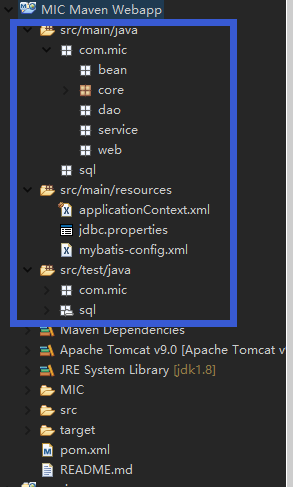 MIC Maven Webapp
src/main/java
com.mic
bean
core
dao
service
web
sql
src/main/resources
applicationContext.xml
jdbc.properties
mybatis-config.xml
src/test/java
com.mic
sql
Maven Dependencies
Apache Tomcat v9.0 [Apache Tomcat v
JRE System Library [jdk1.8]
MIC
src
target
pom.xml
README.md